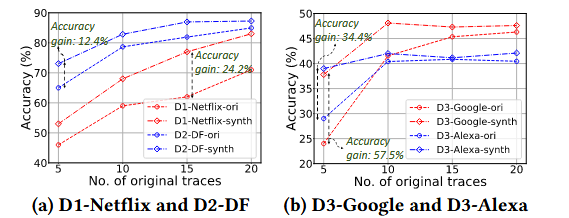 90
80
70
60
50
40
Accuracy (%)
Accuracy
gain: 12.4%
Accuracy
gain: 24.2%
D1-Netflix-ori
D1-Netflix-synth
D2-DF-ori
D2-DF-synth
5 10 15 20
No. of original traces
(a) D1-Netflix and D2-DF
50
45
40
35
30
25
20
Accuracy (%)
Accuracy
gain: 34.4%
Accuracy
gain: 57.5%
D3-Google-ori
D3-Google-synth
D3-Alexa-ori
D3-Alexa-synth
5 10 15 20
No. of original traces
(b) D3-Google and D3-Alexa